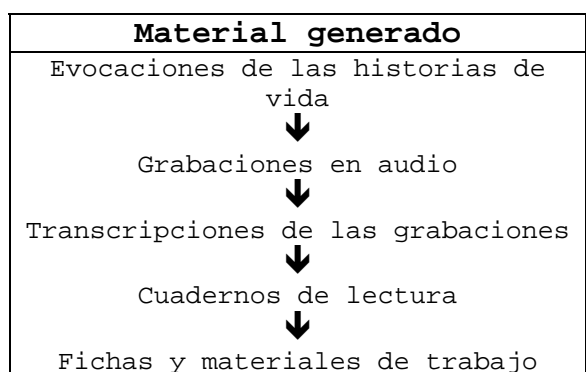 Material generado
Evocaciones de las historias de
vida
Grabaciones en audio
Transcripciones de las grabaciones
Cuadernos de lectura
Fichas y materiales de trabajo